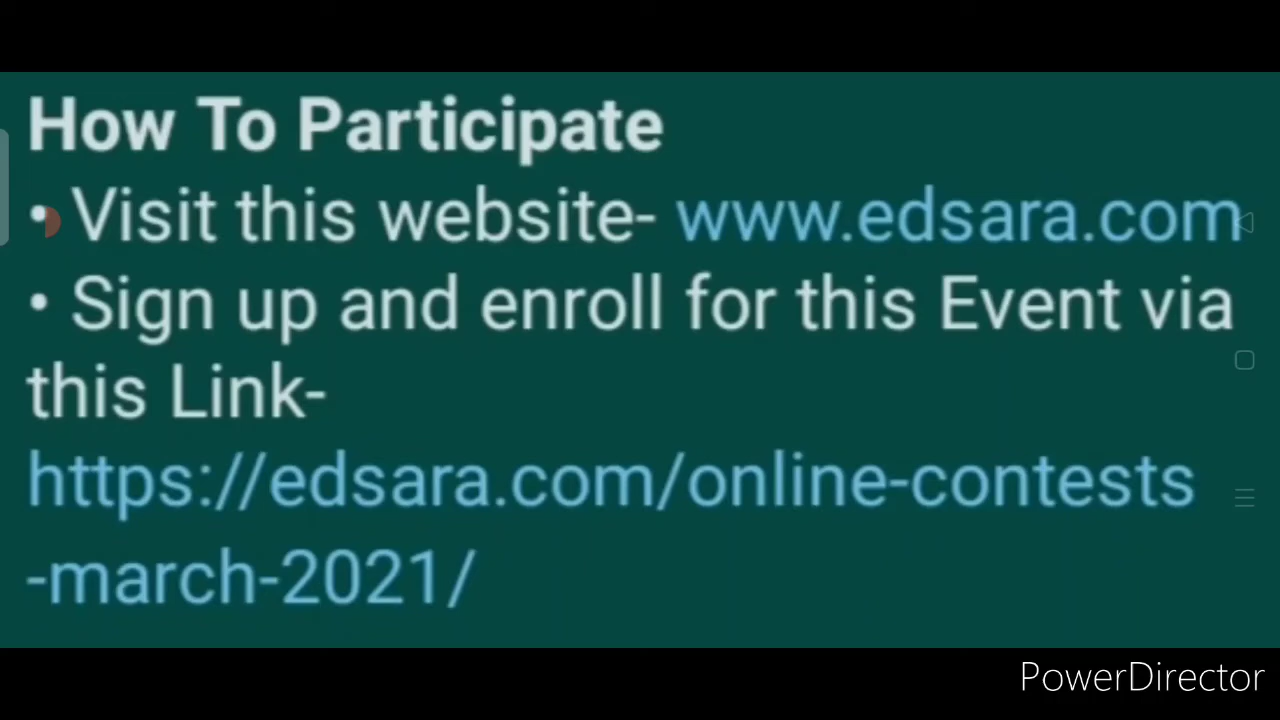 How To Participate
• Visit this website- www.edsara.com
• Sign up and enroll for this Event via
this Link-
https://edsara.com/online-contests
-march-2021/
PowerDirector